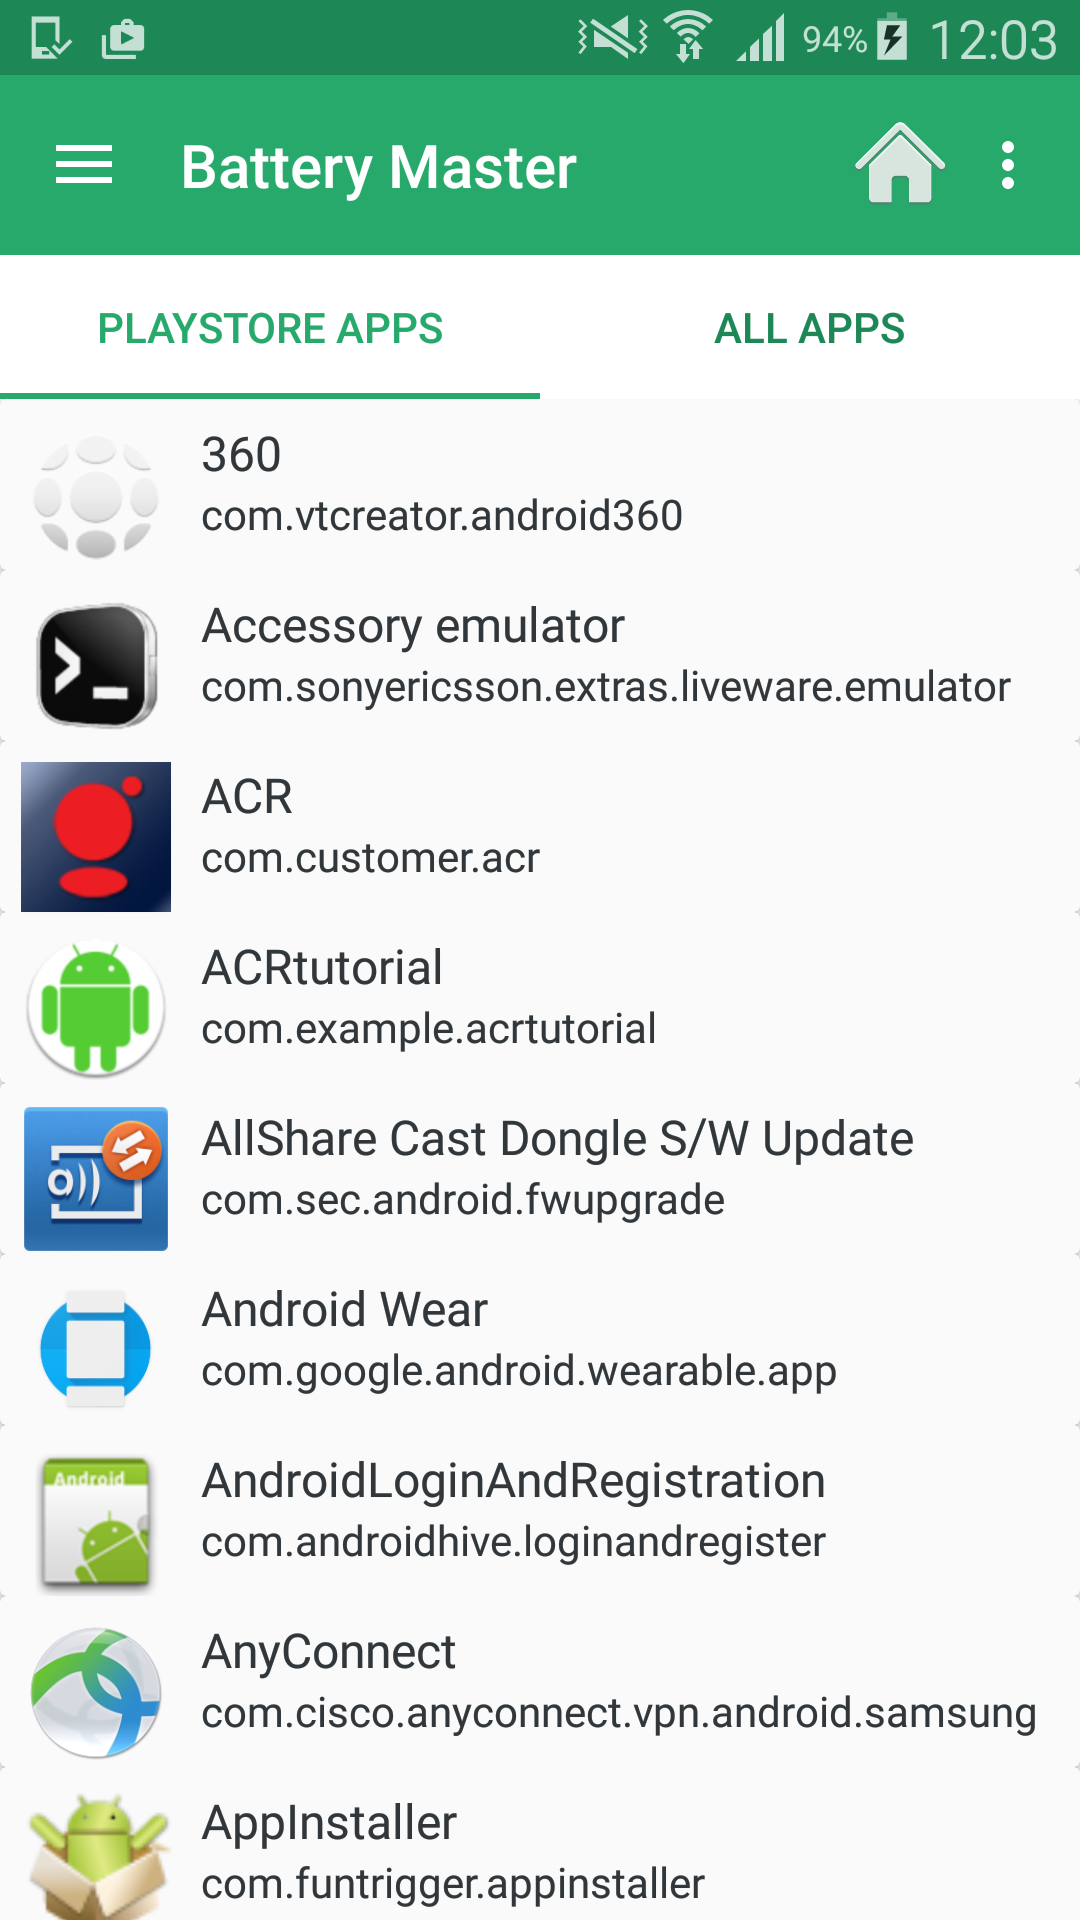 94% 12:03
Battery Master
PLAYSTORE APPS ALL APPS
360
com.vtcreator.android360
Accessory emulator
com.sonyericsson.extras.liveware.emulator
ACR
com.customer.acr
ACRtutorial
com.example.acrtutorial
AllShare Cast Dongle S/W Update
com.sec.android.fwupgrade
Android Wear
com.google.android.wearable.app
Android
AndroidLoginAndRegistration
com.androidhive.loginandregister
AnyConnect
com.cisco.anyconnect.vpn.android.samsung
AppInstaller
com.funtrigger.appinstaller